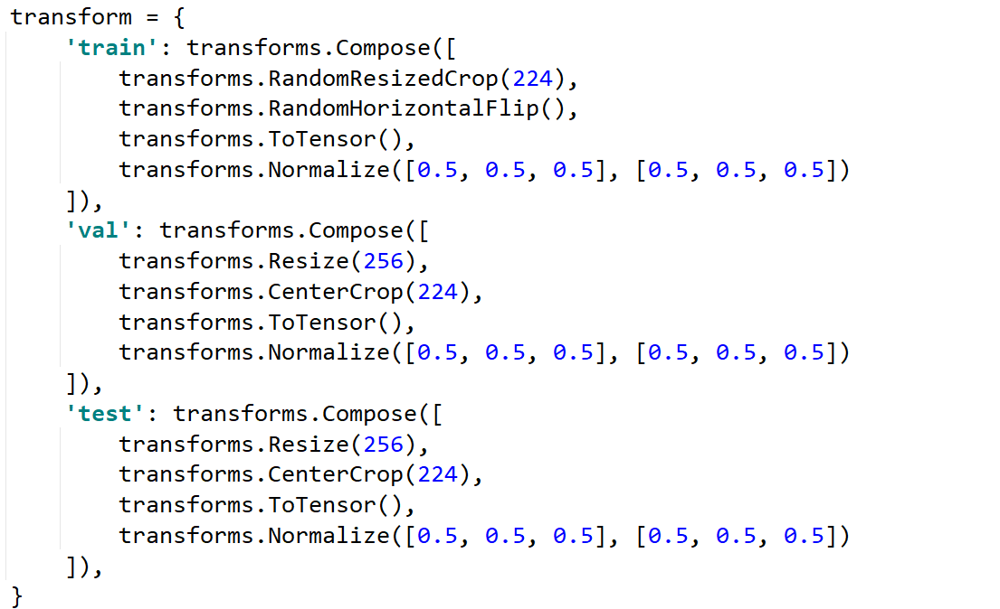 transform = {
    'train': transforms.Compose([
        transforms.RandomResizedCrop(224),
        transforms.RandomHorizontalFlip(),
        transforms.ToTensor(),
        transforms.Normalize([0.5, 0.5, 0.5], [0.5, 0.5, 0.5])
    ]),
    'val': transforms.Compose([
        transforms.Resize(256),
        transforms.CenterCrop(224),
        transforms.ToTensor(),
        transforms.Normalize([0.5, 0.5, 0.5], [0.5, 0.5, 0.5])
    ]),
    'test': transforms.Compose([
        transforms.Resize(256),
        transforms.CenterCrop(224),
        transforms.ToTensor(),
        transforms.Normalize([0.5, 0.5, 0.5], [0.5, 0.5, 0.5])
    ]),
}